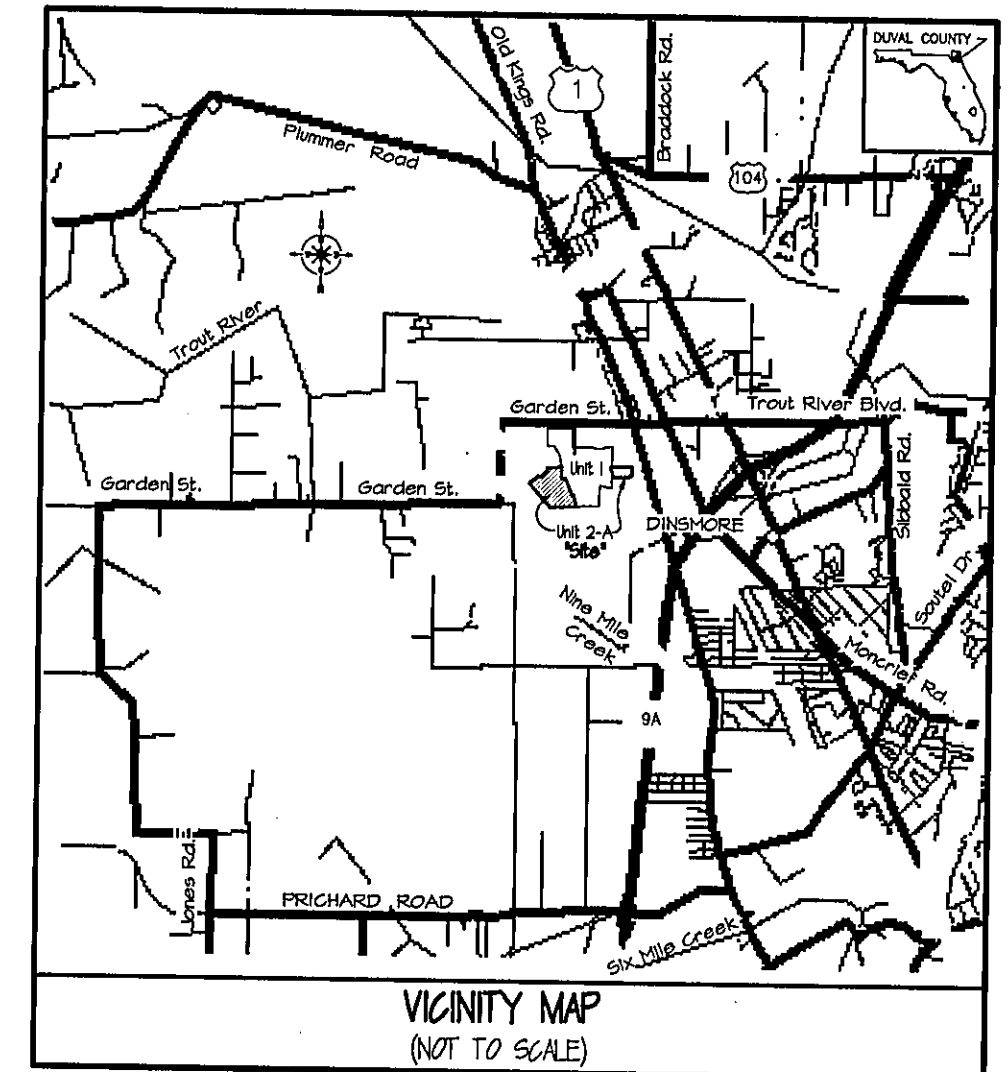 DUVAL COUNTY
Old Kings Rd.
1
Braddock Rd.
Plummer Road
104
Trout River
Garden St.
Trout River Blvd.
Garden St.
Garden St.
Unit 1
Unit 2-A
"Site"
DINSMORE
Sibbald Rd.
Soutel Dr
Nine Mile
Creek
Moncrief Rd.
9A
Jones Rd.
PRICHARD ROAD
Six Mile Creek
VICINITY MAP
(NOT TO SCALE)